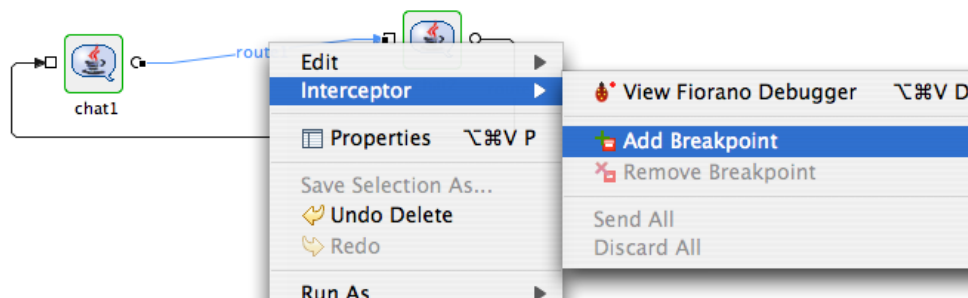 rout
chat1
Edit
Interceptor
Properties ⌥⌘V P
Save Selection As...
Undo Delete
Redo
Run As
View Fiorano Debugger ⌥⌘V D
Add Breakpoint
Remove Breakpoint
Send All
Discard All